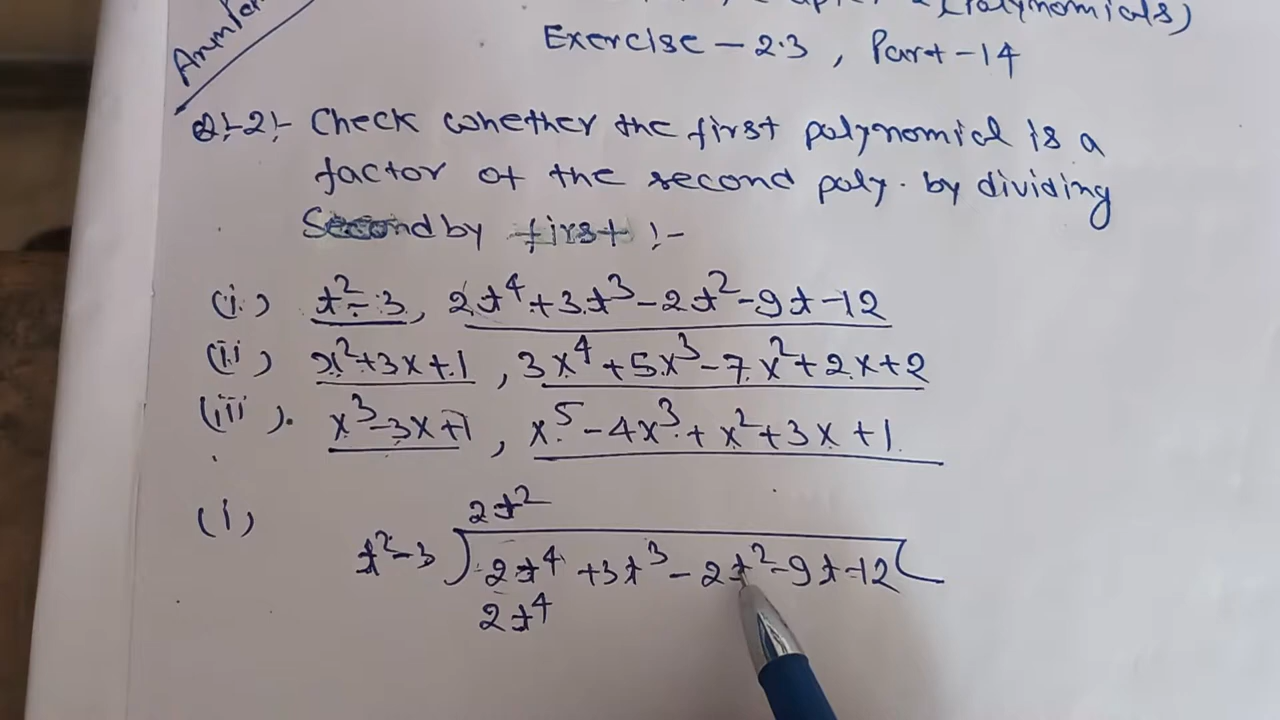 (Polynomials)
Exercise - 2.3 , Part - 14
Q!-2!- Check whether the first polynomial is a
factor of the second poly. by dividing
Second by first :-
(i.) t²-3, 2t⁴+3t³-2t²-9t-12
(ii) x²+3x+1, 3x⁴+5x³-7x²+2x+2
(iii). x³-3x+1, x⁵-4x³+x²+3x+1.
(i)
2t²
t²-3 ) 2t⁴+3t³-2t²-9t-12 (
2t⁴